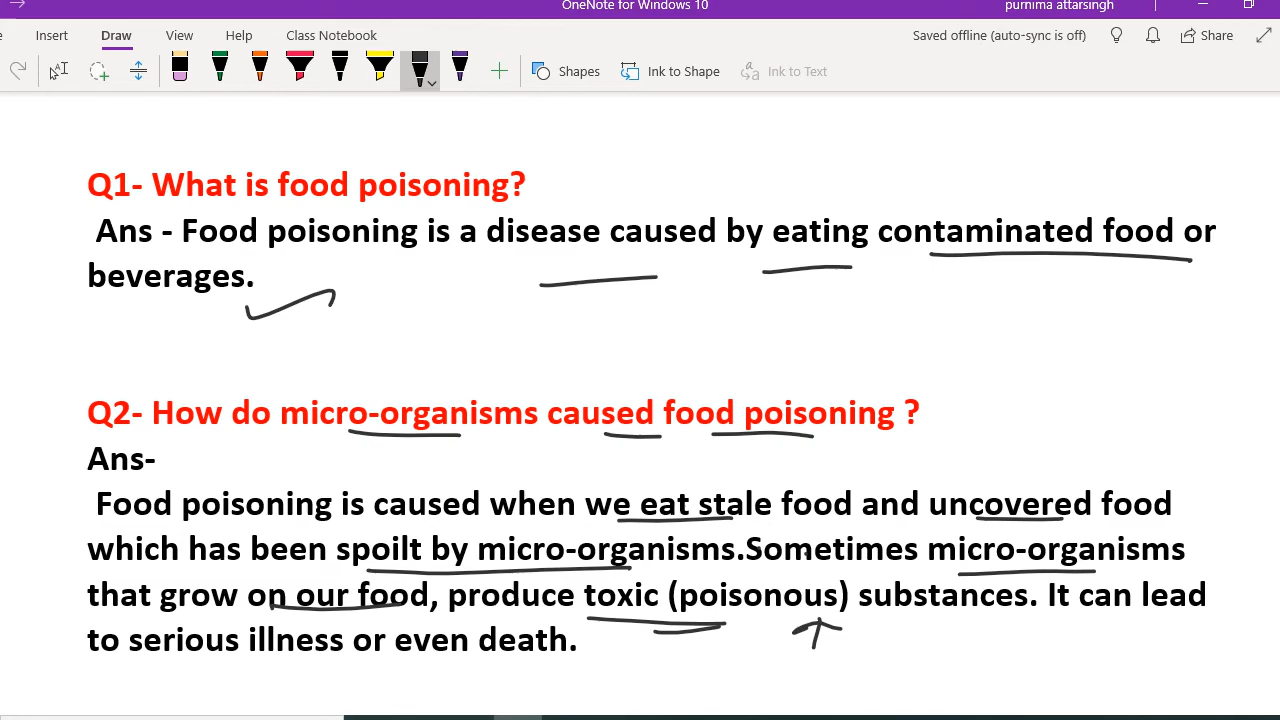 OneNote for Windows 10
purnima attarsingh
Insert Draw View Help Class Notebook
Saved offline (auto-sync is off)
Share
Shapes
Ink to Shape
Ink to Text
Q1- What is food poisoning?
Ans - Food poisoning is a disease caused by eating contaminated food or
beverages.
Q2- How do micro-organisms caused food poisoning ?
Ans-
Food poisoning is caused when we eat stale food and uncovered food
which has been spoilt by micro-organisms.Sometimes micro-organisms
that grow on our food, produce toxic (poisonous) substances. It can lead
to serious illness or even death.